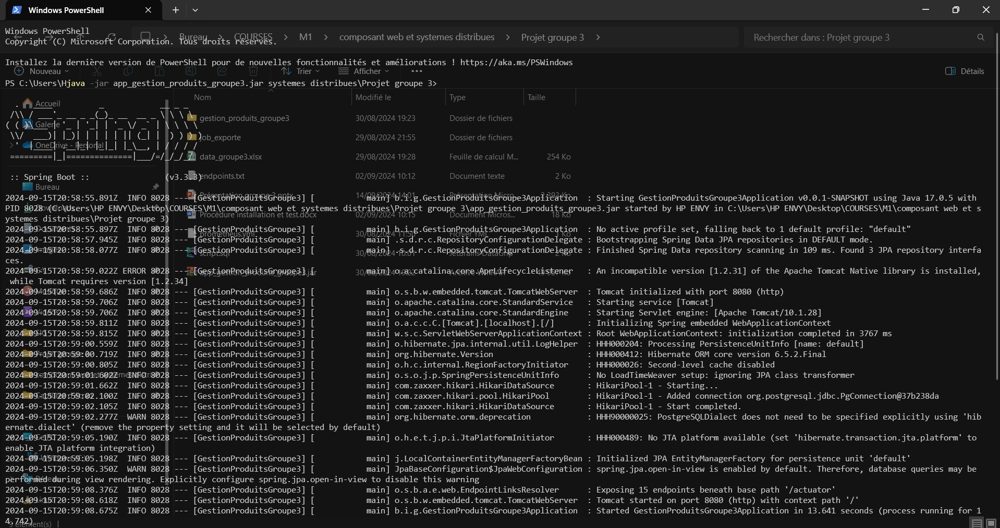 Windows PowerShell
Windows PowerShell
Bureau > COURSES > M1 > composant web et systemes distribues > Projet groupe 3 >
Rechercher dans : Projet groupe 3
Copyright (C) Microsoft Corporation. Tous droits réservés.
Installez la dernière version de PowerShell pour de nouvelles fonctionnalités et améliorations ! https://aka.ms/PSWindows
Nouveau
Trier
Afficher
Détails
PS C:\Users\Hjava -jar app_gestion_produits_groupe3.jar systemes distribues\Projet groupe 3>
Nom Modifié le Type Taille
Accueil
gestion_produits_groupe3 30/08/2024 19:23 Dossier de fichiers
Galerie
job_exporte 29/08/2024 21:55 Dossier de fichiers
OneDrive - Personal
data_groupe3.xlsx 29/08/2024 19:28 Feuille de calcul M... 254 Ko
:: Spring Boot :: (v3.3.3)
endpoints.txt 02/09/2024 10:12 Document texte 2 Ko
Bureau
Présentation groupe 3.pptx 14/09/2024 14:01 Présentation Micro... 2 393 Ko
2024-09-15T20:58:55.891Z  INFO 8028 --- [GestionProduitsGroupe3] [           main] b.i.g.GestionProduitsGroupe3Application  : Starting GestionProduitsGroupe3Application v0.0.1-SNAPSHOT using Java 17.0.5 with
PID 8028 (C:\Users\HP ENVY\Desktop\COURSES\M1\composant web et systemes distribues\Projet groupe 3\app_gestion_produits_groupe3.jar started by HP ENVY in C:\Users\HP ENVY\Desktop\COURSES\M1\composant web et s
Procédure installation et test.docx 02/09/2024 10:15 Document Micros... 18 Ko
ystemes distribues\Projet groupe 3)
2024-09-15T20:58:55.897Z  INFO 8028 --- [GestionProduitsGroupe3] [           main] b.i.g.GestionProduitsGroupe3Application  : No active profile set, falling back to 1 default profile: "default"
prometheus.yml 30/08/2024 11:50 Fichier YML 1 Ko
2024-09-15T20:58:57.945Z  INFO 8028 --- [GestionProduitsGroupe3] [           main] .s.d.r.c.RepositoryConfigurationDelegate : Bootstrapping Spring Data JPA repositories in DEFAULT mode.
2024-09-15T20:58:58.077Z  INFO 8028 --- [GestionProduitsGroupe3] [           main] .s.d.r.c.RepositoryConfigurationDelegate : Finished Spring Data repository scanning in 109 ms. Found 3 JPA repository interfa
script.sql 30/08/2024 10:01 JetBrains DataGrip 2 Ko
ces.
2024-09-15T20:58:59.022Z ERROR 8028 --- [GestionProduitsGroupe3] [           main] o.a.catalina.core.AprLifecycleListener   : An incompatible version [1.2.31] of the Apache Tomcat Native library is installed,
app_gestion_produits_groupe3.jar Archive WinRAR
 while Tomcat requires version [1.2.34]
2024-09-15T20:58:59.686Z  INFO 8028 --- [GestionProduitsGroupe3] [           main] o.s.b.w.embedded.tomcat.TomcatWebServer  : Tomcat initialized with port 8080 (http)
2024-09-15T20:58:59.706Z  INFO 8028 --- [GestionProduitsGroupe3] [           main] o.apache.catalina.core.StandardService   : Starting service [Tomcat]
2024-09-15T20:58:59.706Z  INFO 8028 --- [GestionProduitsGroupe3] [           main] o.apache.catalina.core.StandardEngine    : Starting Servlet engine: [Apache Tomcat/10.1.28]
2024-09-15T20:58:59.811Z  INFO 8028 --- [GestionProduitsGroupe3] [           main] o.a.c.c.C.[Tomcat].[localhost].[/]       : Initializing Spring embedded WebApplicationContext
2024-09-15T20:58:59.815Z  INFO 8028 --- [GestionProduitsGroupe3] [           main] w.s.c.ServletWebServerApplicationContext : Root WebApplicationContext: initialization completed in 3767 ms
2024-09-15T20:59:00.559Z  INFO 8028 --- [GestionProduitsGroupe3] [           main] o.hibernate.jpa.internal.util.LogHelper  : HHH000204: Processing PersistenceUnitInfo [name: default]
2024-09-15T20:59:00.719Z  INFO 8028 --- [GestionProduitsGroupe3] [           main] org.hibernate.Version                    : HHH000412: Hibernate ORM core version 6.5.2.Final
2024-09-15T20:59:00.805Z  INFO 8028 --- [GestionProduitsGroupe3] [           main] o.h.c.internal.RegionFactoryInitiator    : HHH000026: Second-level cache disabled
2024-09-15T20:59:01.602Z  INFO 8028 --- [GestionProduitsGroupe3] [           main] o.s.o.j.p.SpringPersistenceUnitInfo      : No LoadTimeWeaver setup: ignoring JPA class transformer
2024-09-15T20:59:01.662Z  INFO 8028 --- [GestionProduitsGroupe3] [           main] com.zaxxer.hikari.HikariDataSource       : HikariPool-1 - Starting...
2024-09-15T20:59:02.100Z  INFO 8028 --- [GestionProduitsGroupe3] [           main] com.zaxxer.hikari.pool.HikariPool        : HikariPool-1 - Added connection org.postgresql.jdbc.PgConnection@37b238da
2024-09-15T20:59:02.105Z  INFO 8028 --- [GestionProduitsGroupe3] [           main] com.zaxxer.hikari.HikariDataSource       : HikariPool-1 - Start completed.
2024-09-15T20:59:02.277Z  WARN 8028 --- [GestionProduitsGroupe3] [           main] org.hibernate.orm.deprecation            : HHH90000025: PostgreSQLDialect does not need to be specified explicitly using 'hib
ernate.dialect' (remove the property setting and it will be selected by default)
2024-09-15T20:59:05.190Z  INFO 8028 --- [GestionProduitsGroupe3] [           main] o.h.e.t.j.p.i.JtaPlatformInitiator       : HHH000489: No JTA platform available (set 'hibernate.transaction.jta.platform' to
enable JTA platform integration)
2024-09-15T20:59:05.198Z  INFO 8028 --- [GestionProduitsGroupe3] [           main] j.LocalContainerEntityManagerFactoryBean : Initialized JPA EntityManagerFactory for persistence unit 'default'
2024-09-15T20:59:06.350Z  WARN 8028 --- [GestionProduitsGroupe3] [           main] JpaBaseConfiguration$JpaWebConfiguration : spring.jpa.open-in-view is enabled by default. Therefore, database queries may be
performed during view rendering. Explicitly configure spring.jpa.open-in-view to disable this warning
2024-09-15T20:59:08.376Z  INFO 8028 --- [GestionProduitsGroupe3] [           main] o.s.b.a.e.web.EndpointLinksResolver      : Exposing 15 endpoints beneath base path '/actuator'
2024-09-15T20:59:08.618Z  INFO 8028 --- [GestionProduitsGroupe3] [           main] o.s.b.w.embedded.tomcat.TomcatWebServer  : Tomcat started on port 8080 (http) with context path '/'
2024-09-15T20:59:08.675Z  INFO 8028 --- [GestionProduitsGroupe3] [           main] b.i.g.GestionProduitsGroupe3Application  : Started GestionProduitsGroupe3Application in 13.641 seconds (process running for 1
4.742)
9 élément(s)